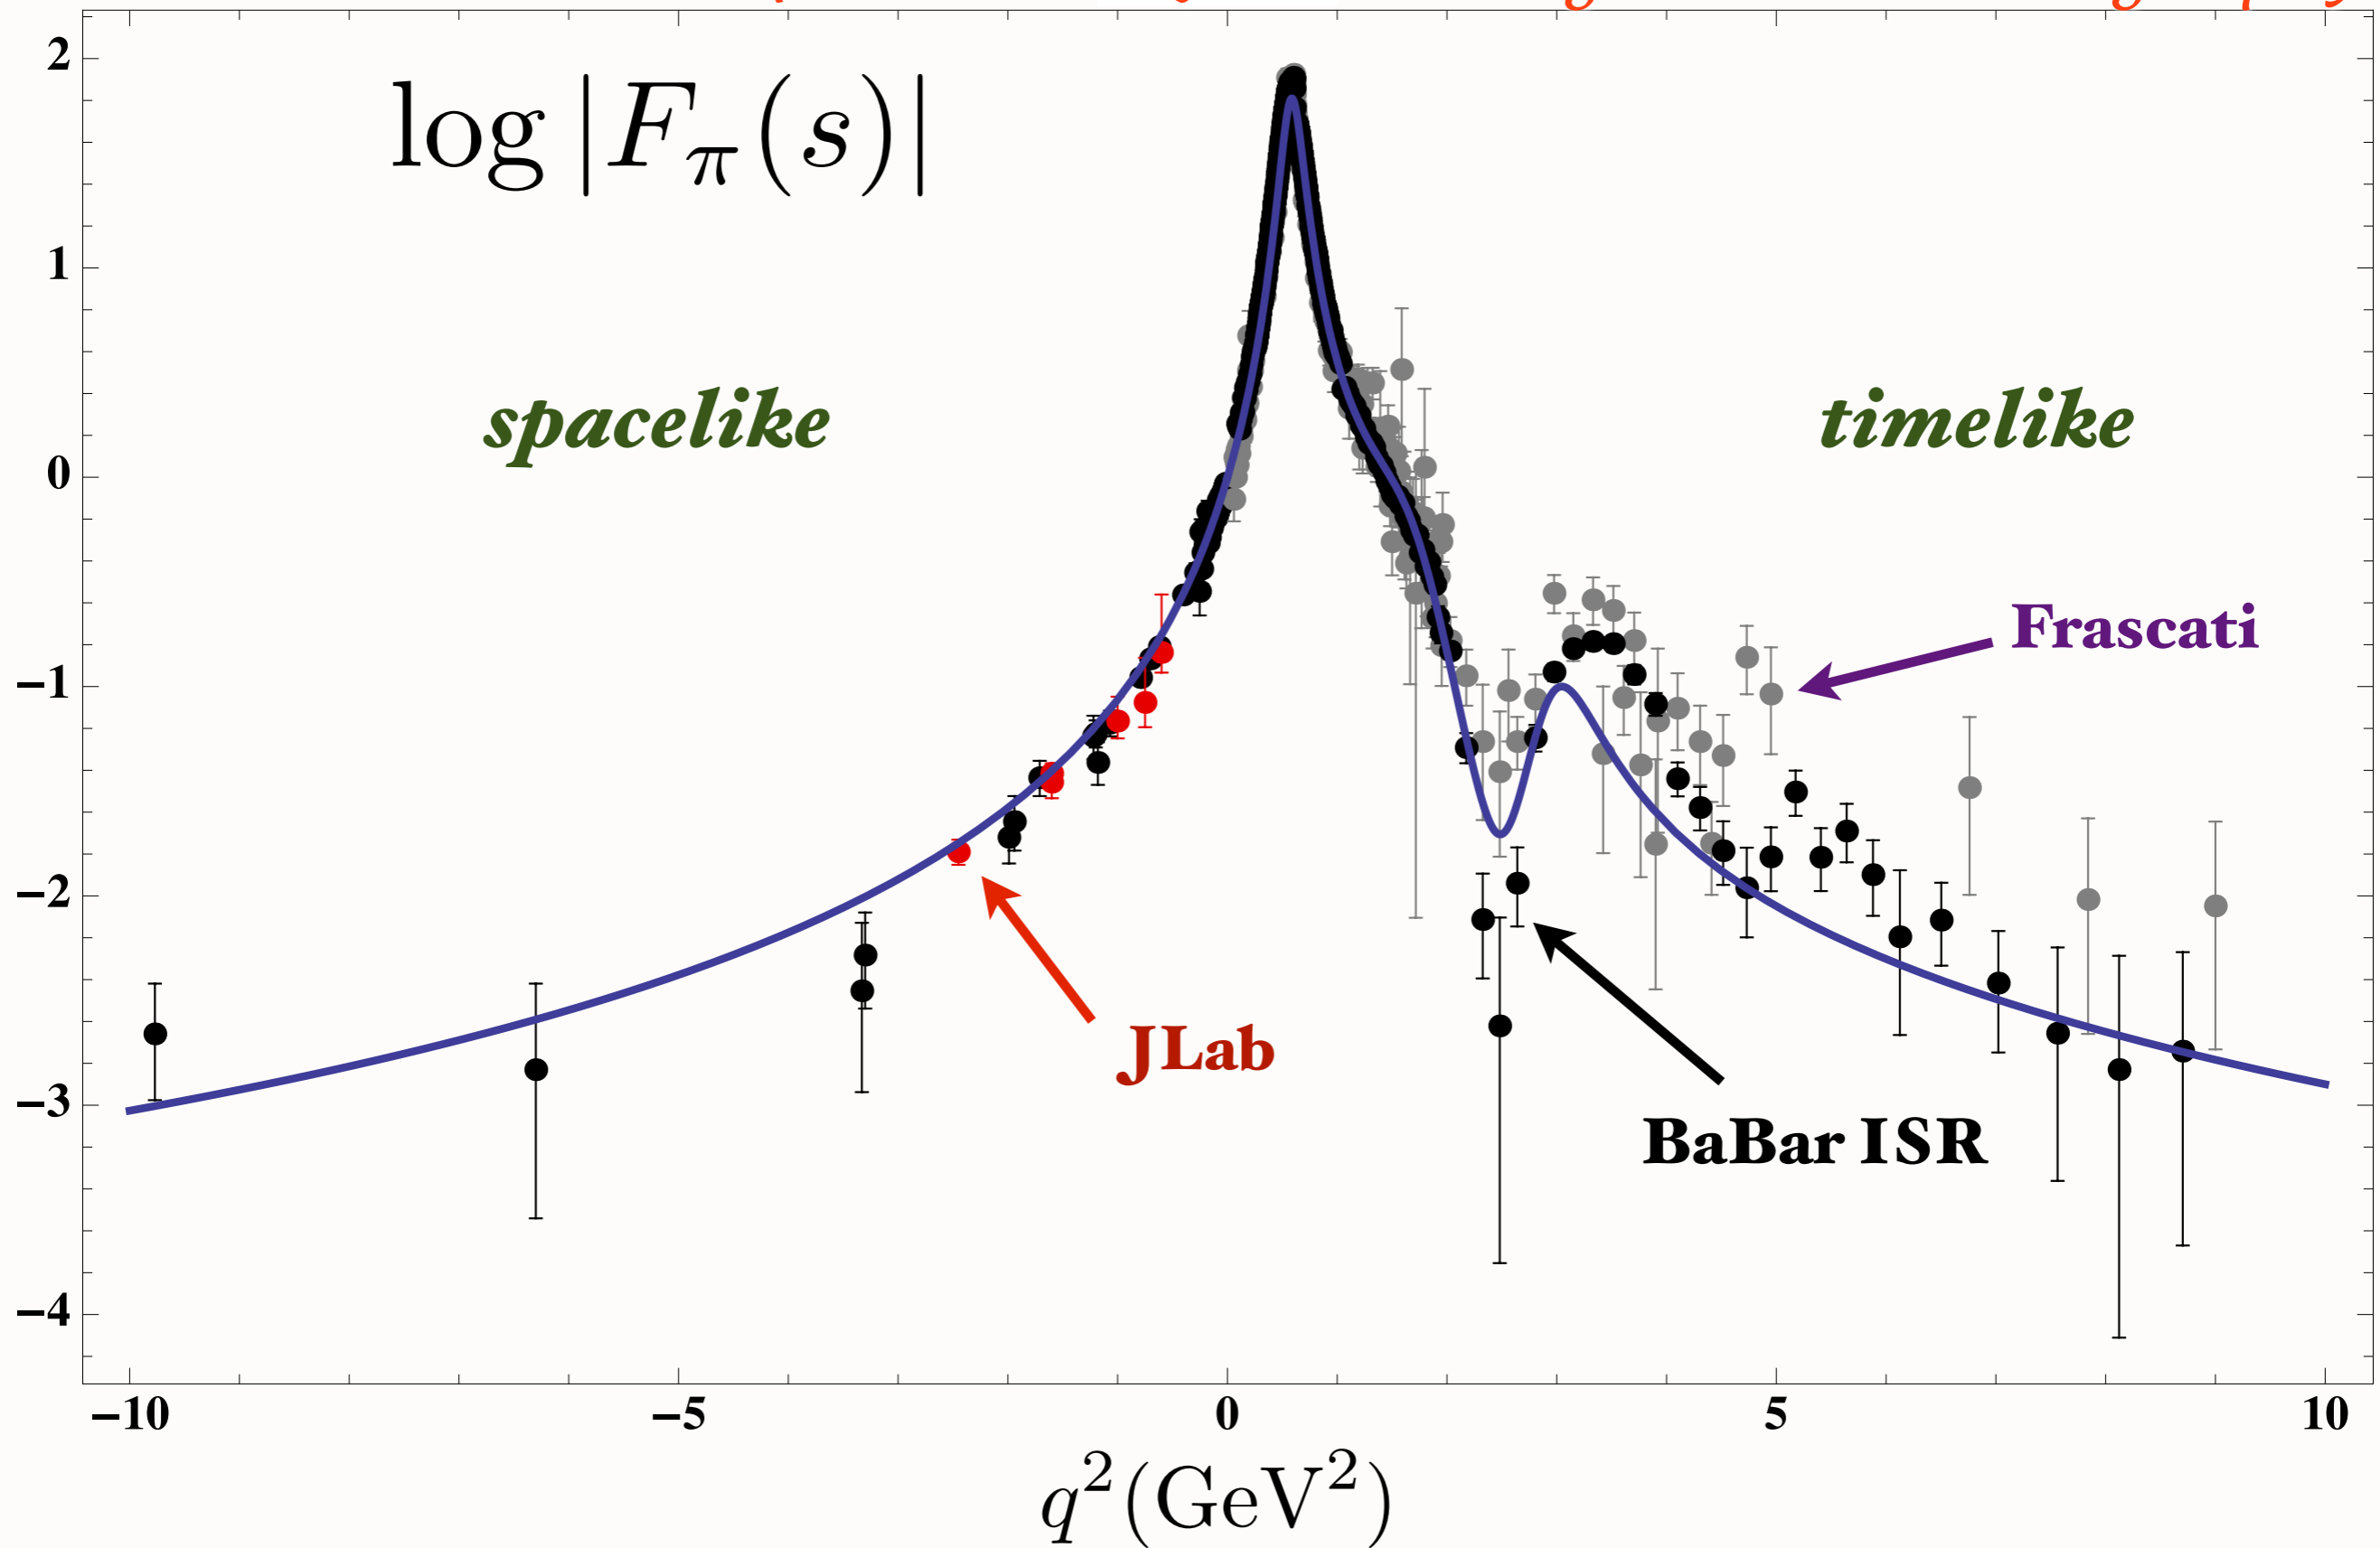 log |Fπ(s)|
2
1
0
−1
−2
−3
−4
spacelike
timelike
Frascati
JLab
BaBar ISR
−10 −5 0 5 10
q²(GeV²)